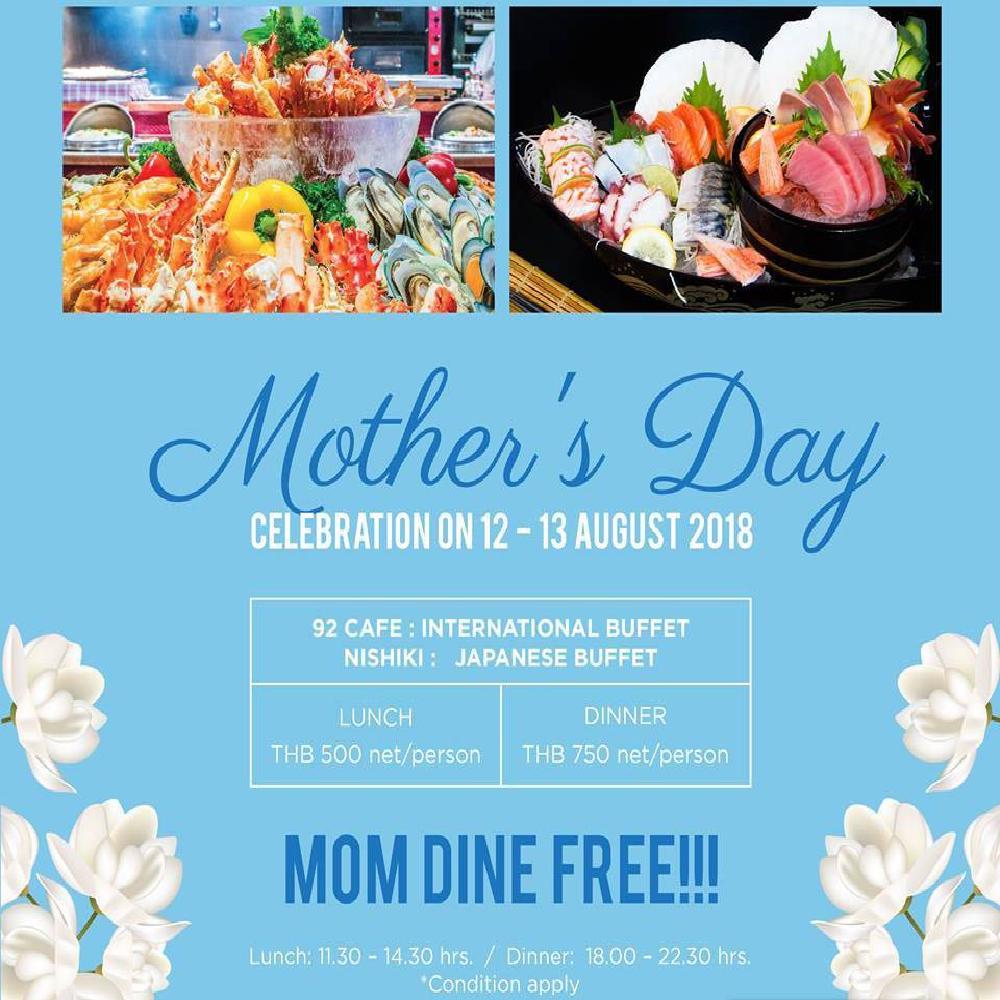 Mother's Day
CELEBRATION ON 12 - 13 AUGUST 2018
92 CAFE : INTERNATIONAL BUFFET
NISHIKI : JAPANESE BUFFET
LUNCH
THB 500 net/person
DINNER
THB 750 net/person
MOM DINE FREE!!!
Lunch: 11.30 - 14.30 hrs. / Dinner: 18.00 - 22.30 hrs.
*Condition apply